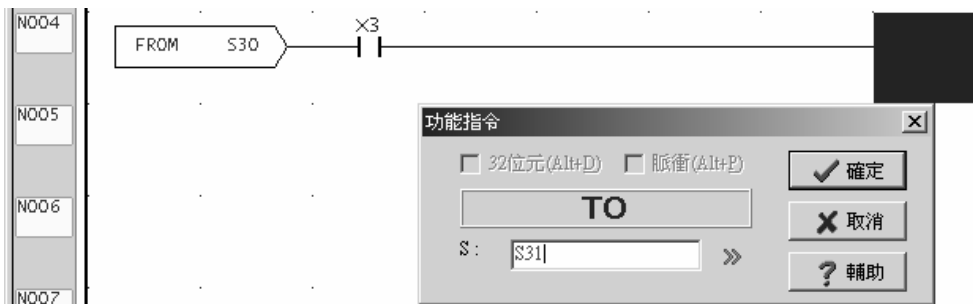 N004
X3
FROM S30
N005
功能指令
32位元(Alt+D) 脈衝(Alt+P)
確定
TO
N006
取消
S: S31
輔助
N007